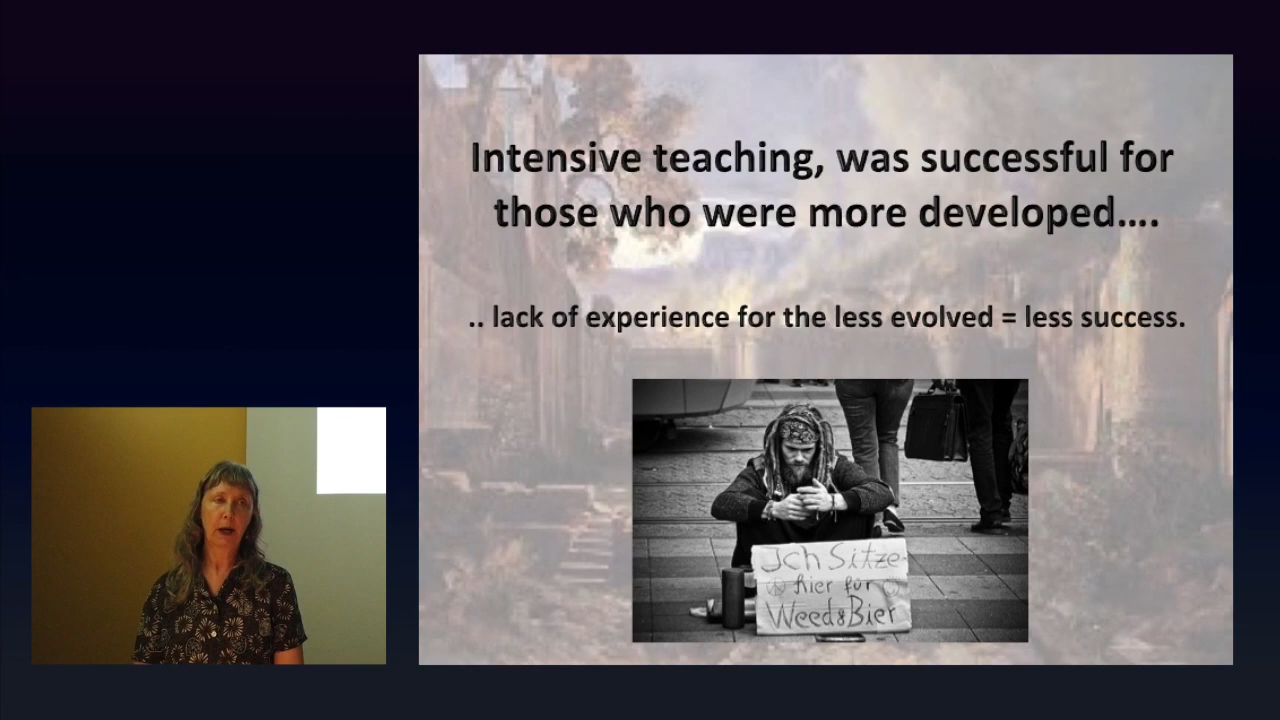 Intensive teaching, was successful for
those who were more developed....
.. lack of experience for the less evolved = less success.
Jch Sitze
hier für
Weed&Bier